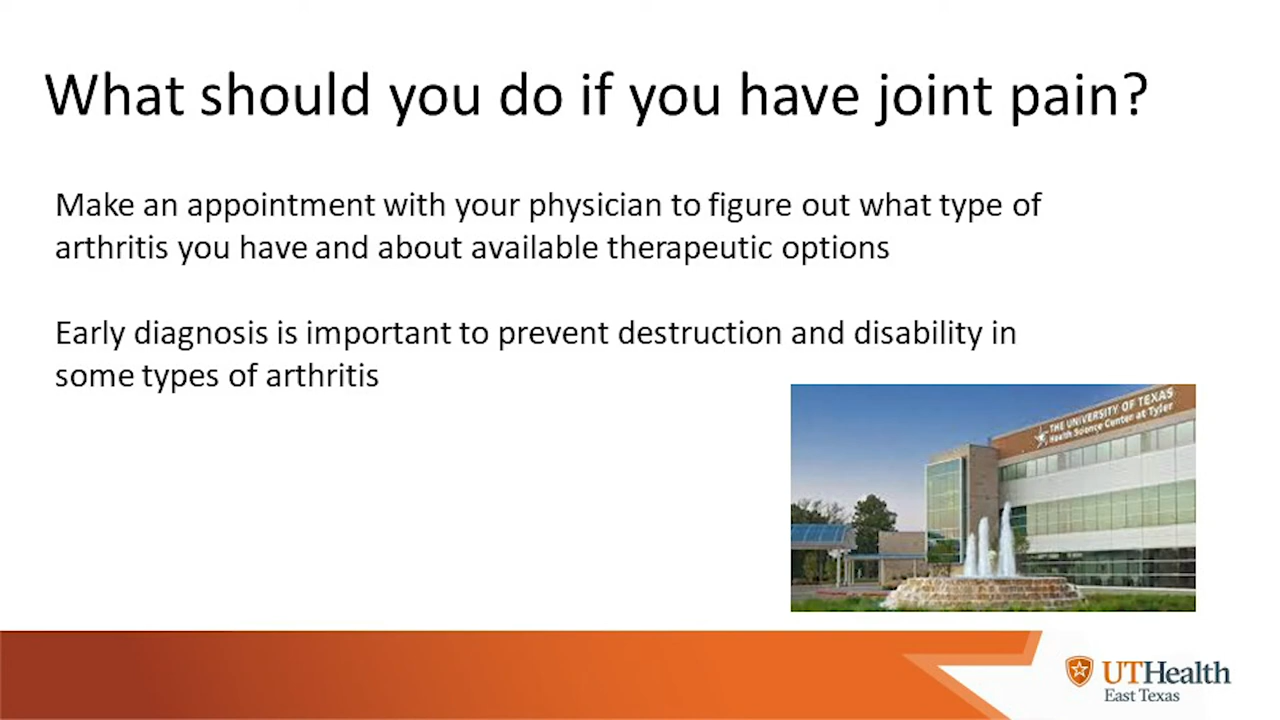 What should you do if you have joint pain?
Make an appointment with your physician to figure out what type of
arthritis you have and about available therapeutic options
Early diagnosis is important to prevent destruction and disability in
some types of arthritis
THE UNIVERSITY OF TEXAS
Health Science Center at Tyler
UTHealth
East Texas